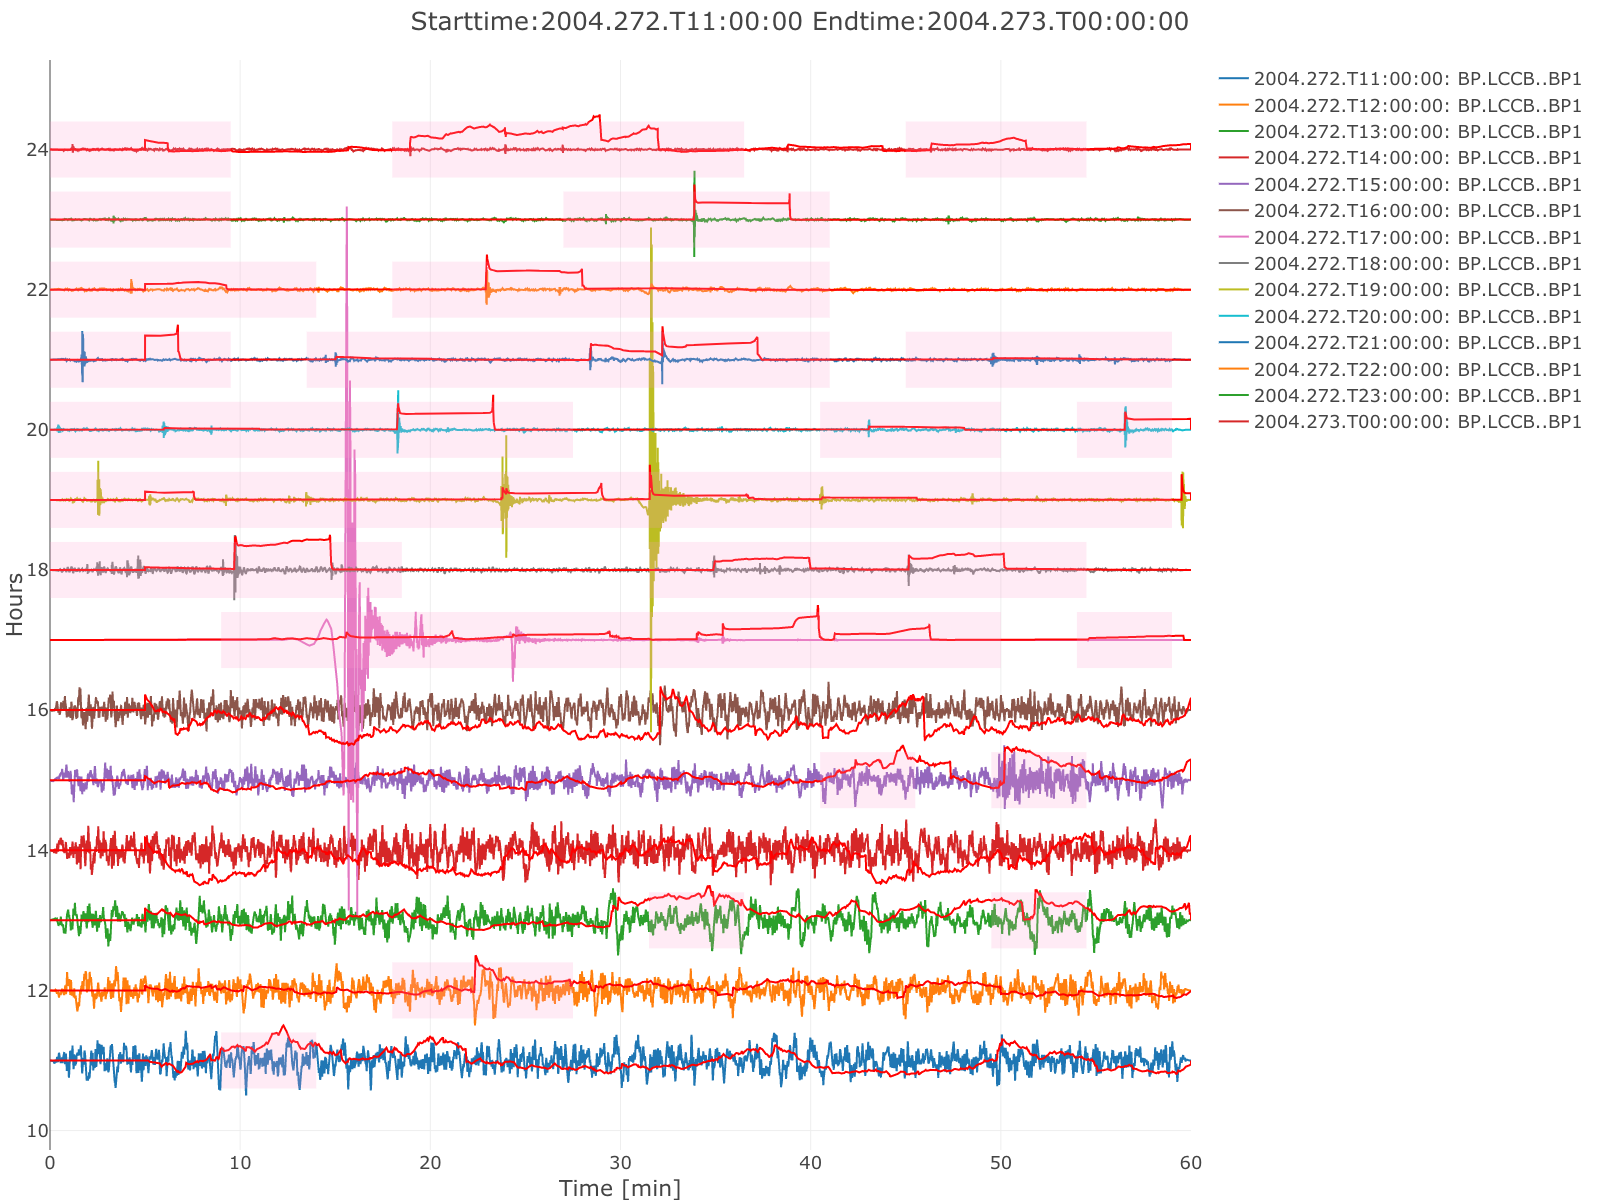 Starttime:2004.272.T11:00:00 Endtime:2004.273.T00:00:00
2004.272.T11:00:00: BP.LCCB..BP1
2004.272.T12:00:00: BP.LCCB..BP1
2004.272.T13:00:00: BP.LCCB..BP1
2004.272.T14:00:00: BP.LCCB..BP1
2004.272.T15:00:00: BP.LCCB..BP1
2004.272.T16:00:00: BP.LCCB..BP1
2004.272.T17:00:00: BP.LCCB..BP1
2004.272.T18:00:00: BP.LCCB..BP1
2004.272.T19:00:00: BP.LCCB..BP1
2004.272.T20:00:00: BP.LCCB..BP1
2004.272.T21:00:00: BP.LCCB..BP1
2004.272.T22:00:00: BP.LCCB..BP1
2004.272.T23:00:00: BP.LCCB..BP1
2004.273.T00:00:00: BP.LCCB..BP1
24
22
20
18
16
14
12
10
Hours
0 10 20 30 40 50 60
Time [min]